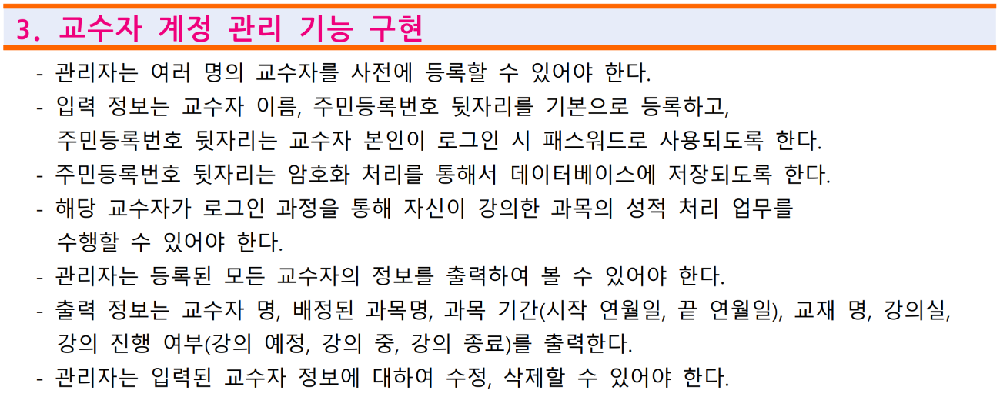 3. 교수자 계정 관리 기능 구현
- 관리자는 여러 명의 교수자를 사전에 등록할 수 있어야 한다.
- 입력 정보는 교수자 이름, 주민등록번호 뒷자리를 기본으로 등록하고,
주민등록번호 뒷자리는 교수자 본인이 로그인 시 패스워드로 사용되도록 한다.
- 주민등록번호 뒷자리는 암호화 처리를 통해서 데이터베이스에 저장되도록 한다.
- 해당 교수자가 로그인 과정을 통해 자신이 강의한 과목의 성적 처리 업무를
수행할 수 있어야 한다.
- 관리자는 등록된 모든 교수자의 정보를 출력하여 볼 수 있어야 한다.
- 출력 정보는 교수자 명, 배정된 과목명, 과목 기간(시작 연월일, 끝 연월일), 교재 명, 강의실,
강의 진행 여부(강의 예정, 강의 중, 강의 종료)를 출력한다.
- 관리자는 입력된 교수자 정보에 대하여 수정, 삭제할 수 있어야 한다.